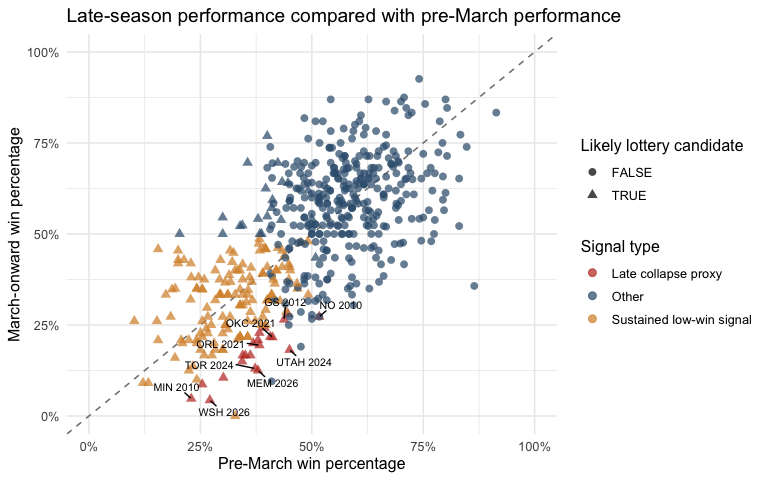 Late-season performance compared with pre-March performance
March-onward win percentage
100%
75%
50%
25%
0%
GS 2012
NO 2010
OKC 2021
ORL 2021
UTAH 2024
TOR 2024
MEM 2026
MIN 2010
WSH 2026
0%
25%
50%
75%
100%
Pre-March win percentage
Likely lottery candidate
FALSE
TRUE
Signal type
Late collapse proxy
Other
Sustained low-win signal